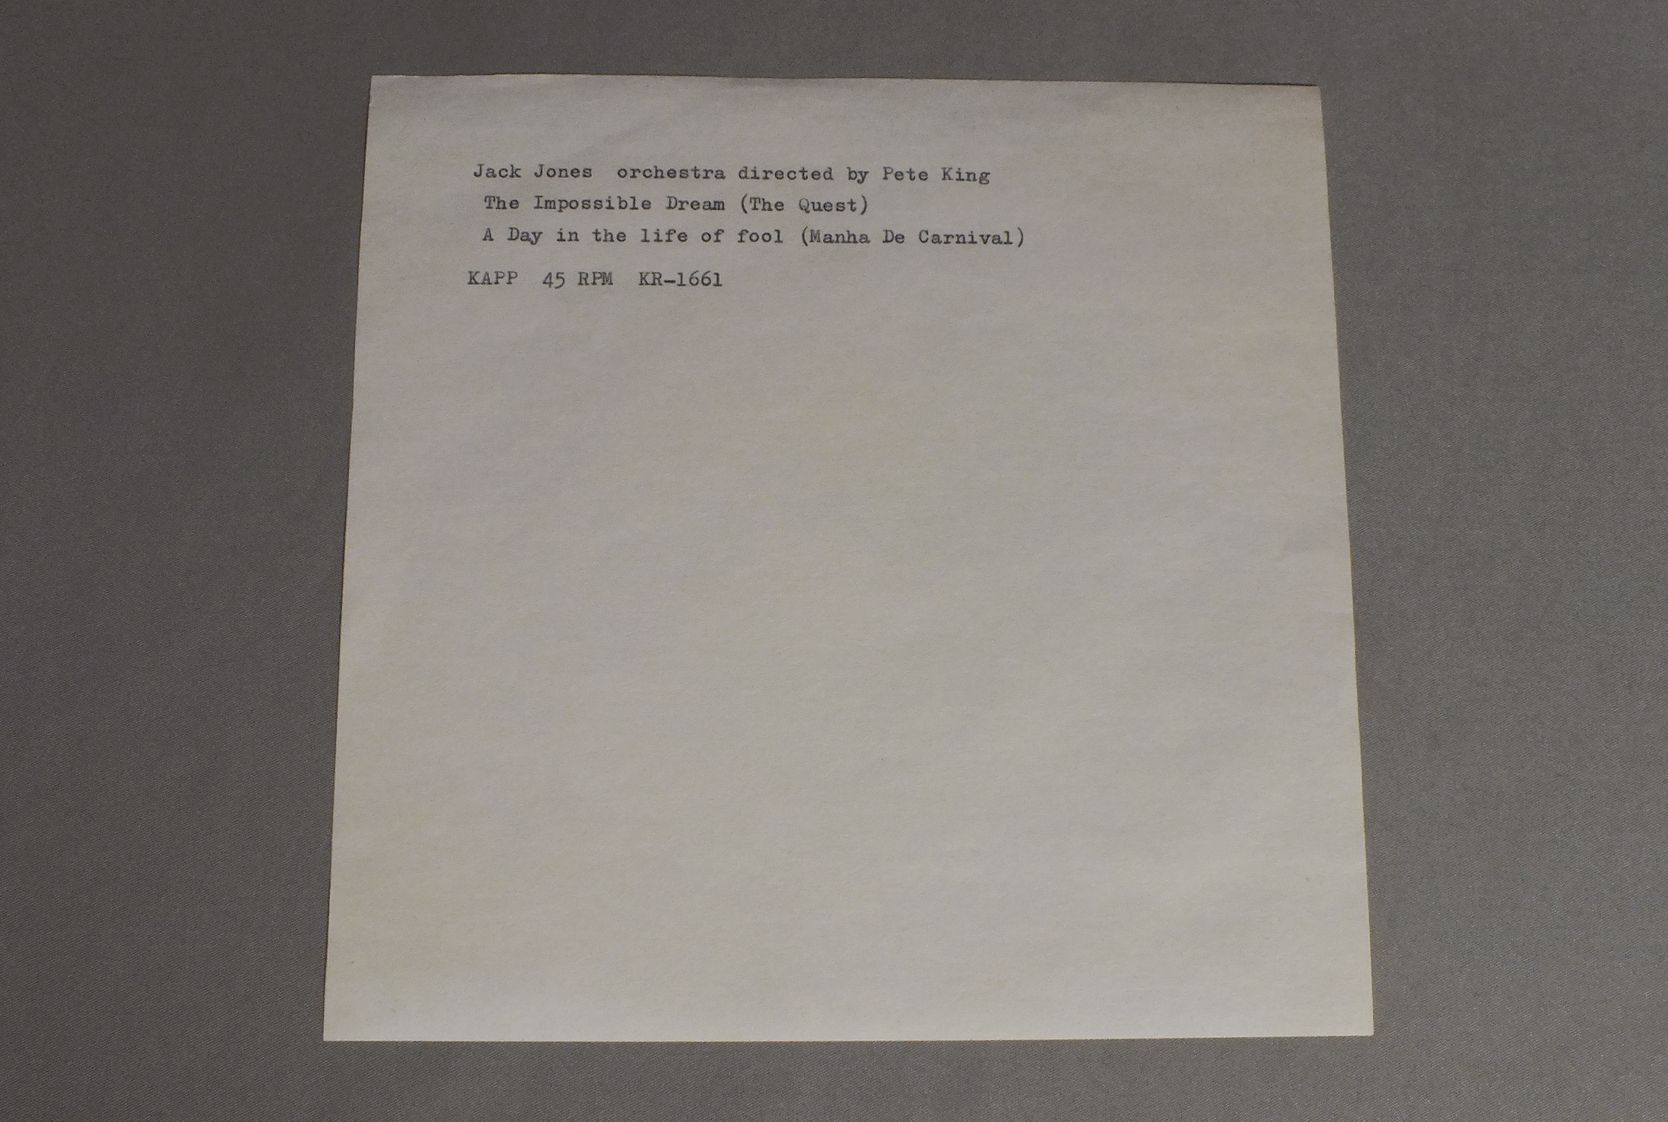 Jack Jones  orchestra directed by Pete King
The Impossible Dream (The Quest)
A Day in the life of fool (Manha De Carnival)
KAPP  45 RPM  KR-1661